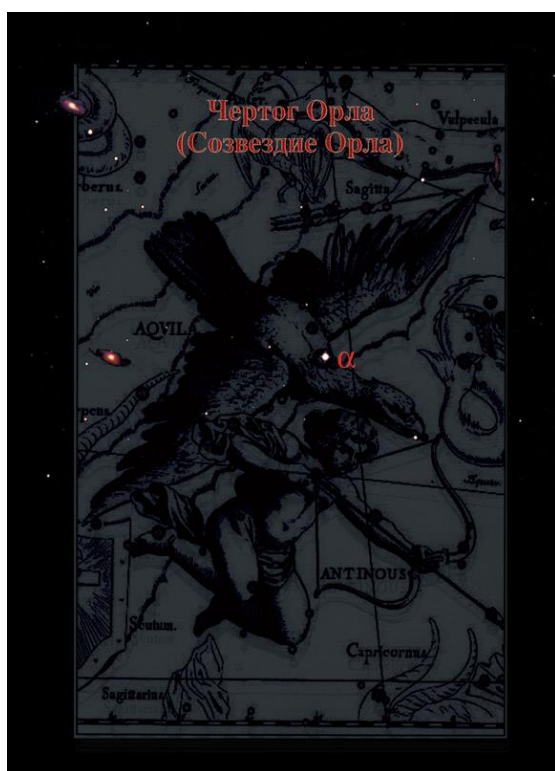 Чертог Орла
(Созвездие Орла)
Vulpecula
Sagitta
AQVILA
α
ANTINOUS
Scutum.
Capricornus
Sagittarius